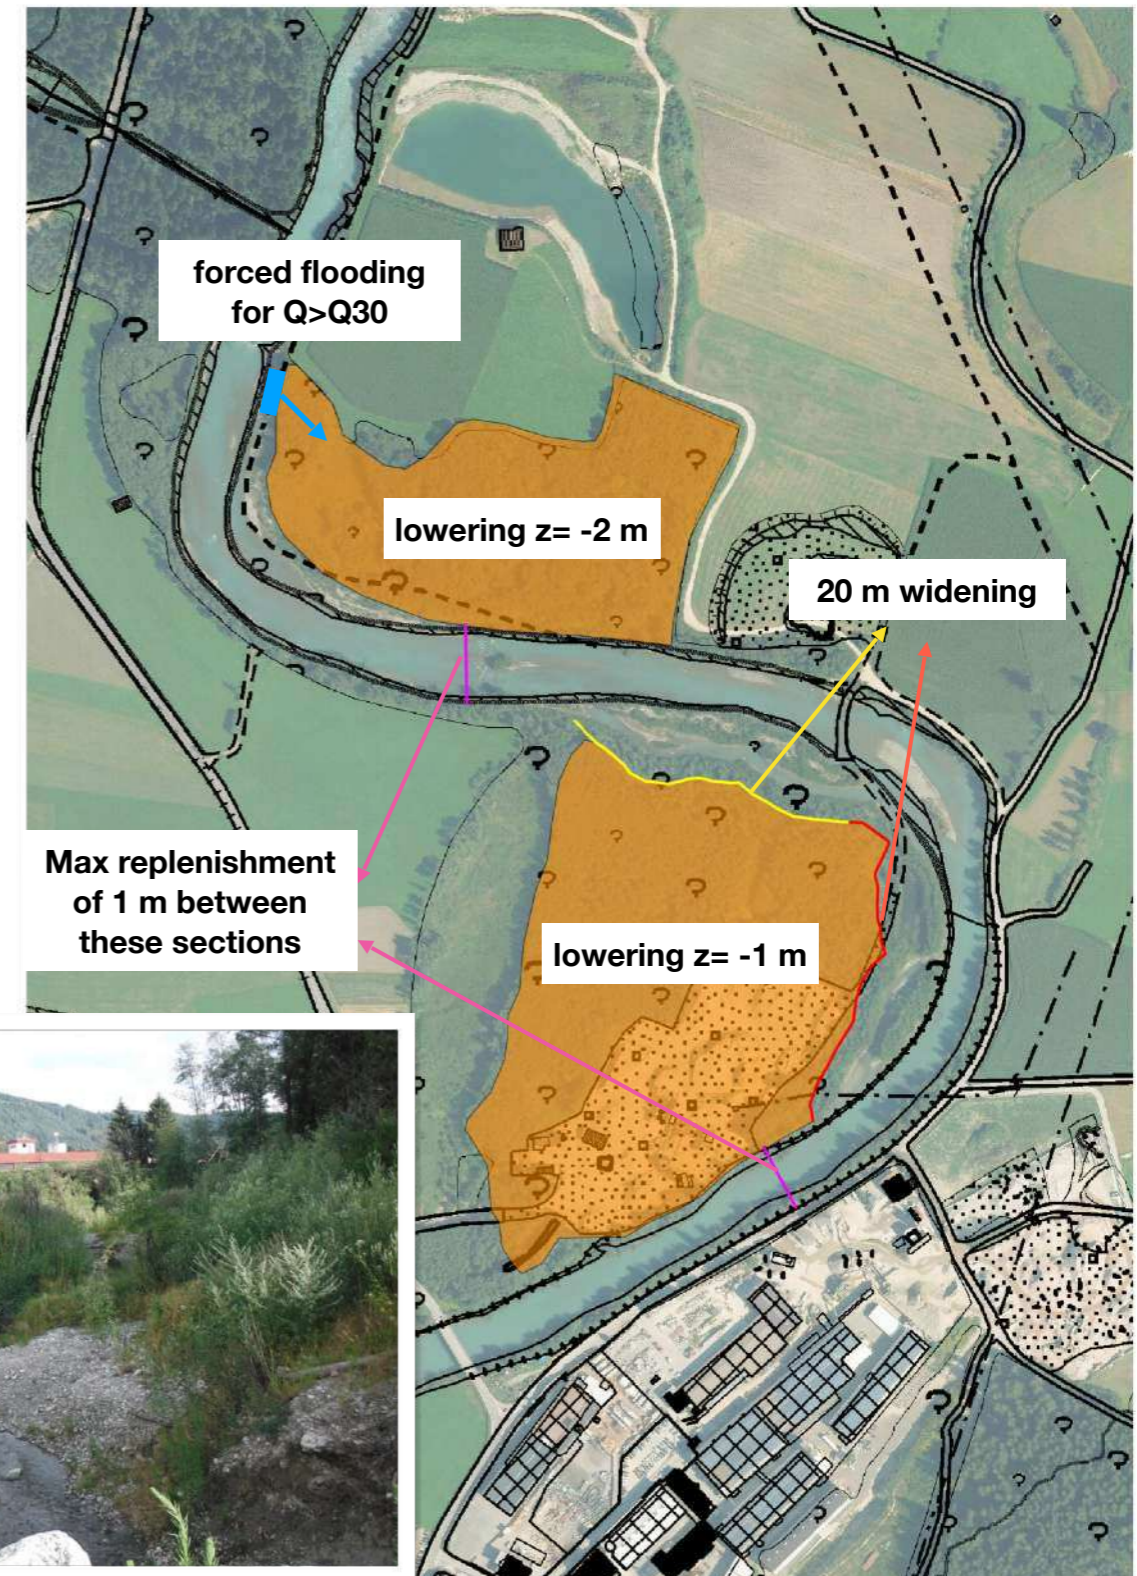 forced flooding
for Q>Q30
lowering z= -2 m
20 m widening
Max replenishment
of 1 m between
these sections
lowering z= -1 m